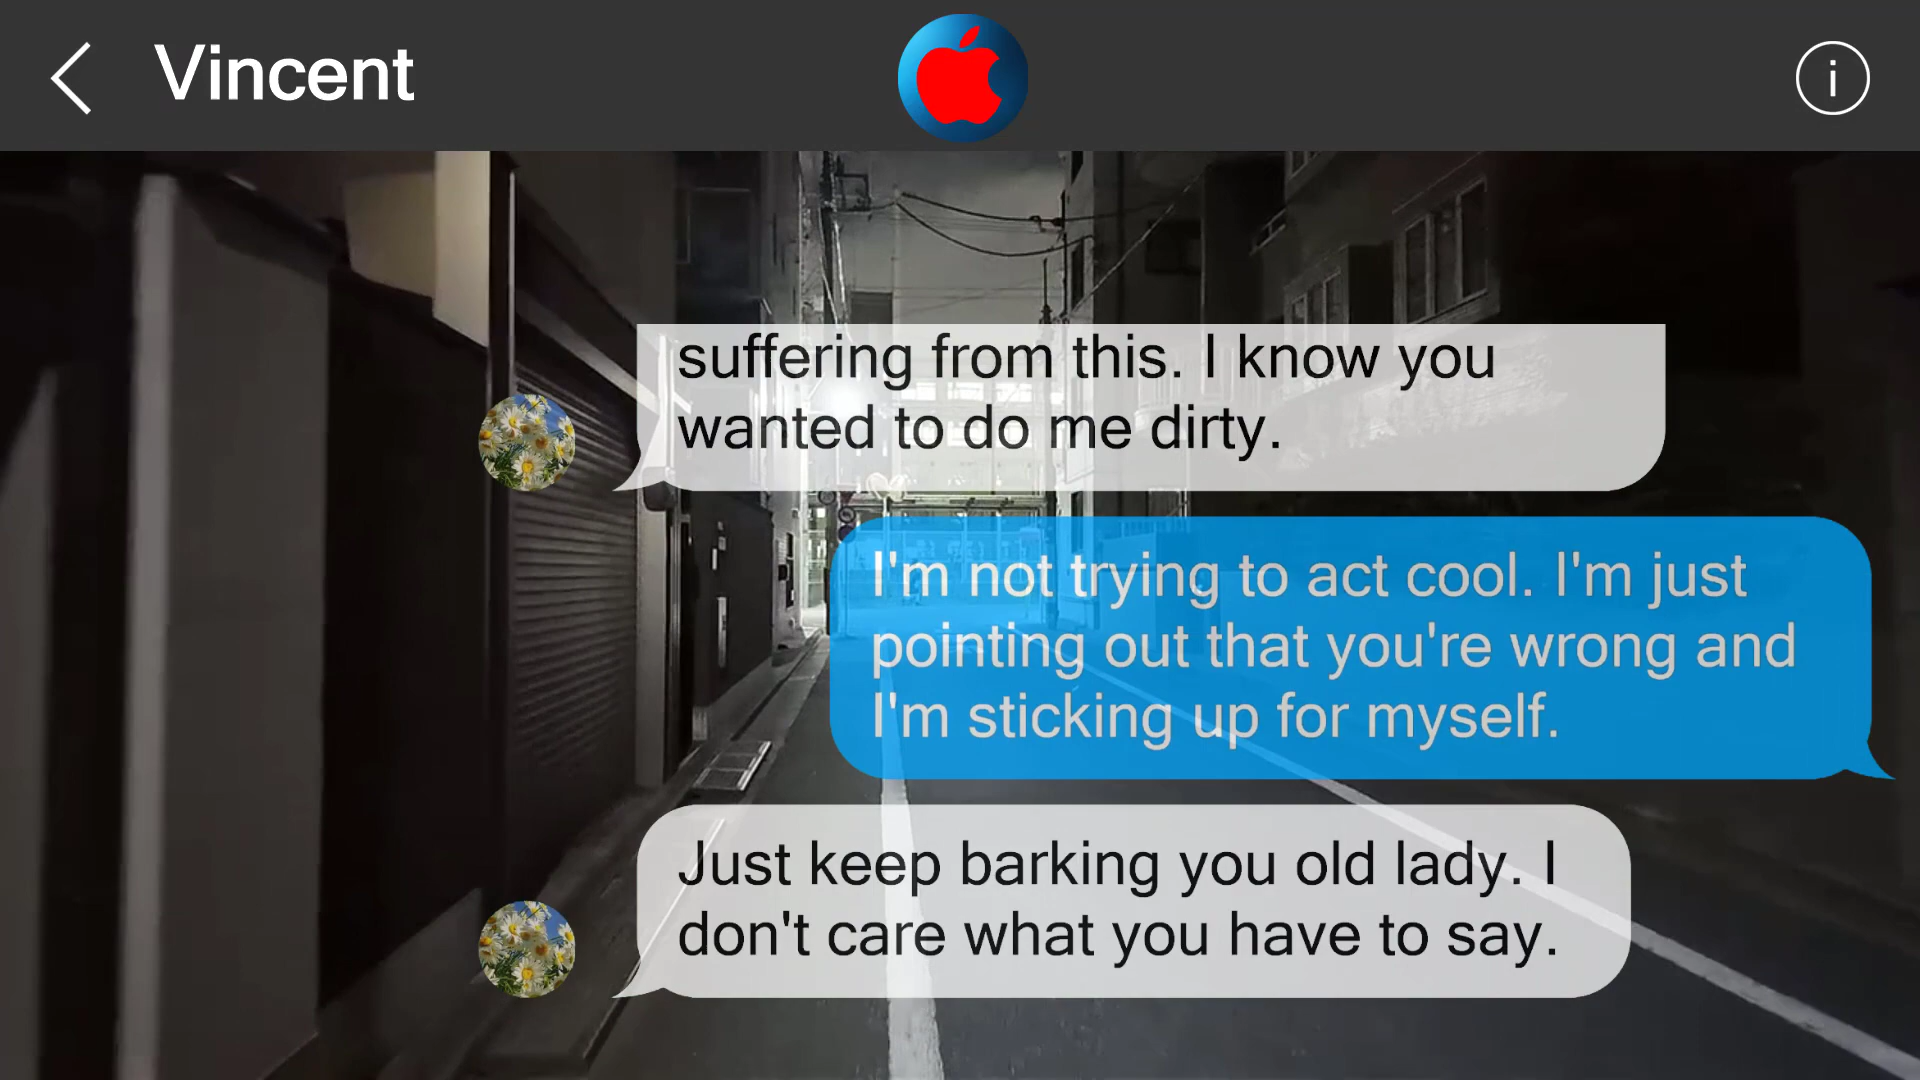 Vincent
i
suffering from this. I know you
wanted to do me dirty.
I'm not trying to act cool. I'm just
pointing out that you're wrong and
I'm sticking up for myself.
Just keep barking you old lady. I
don't care what you have to say.